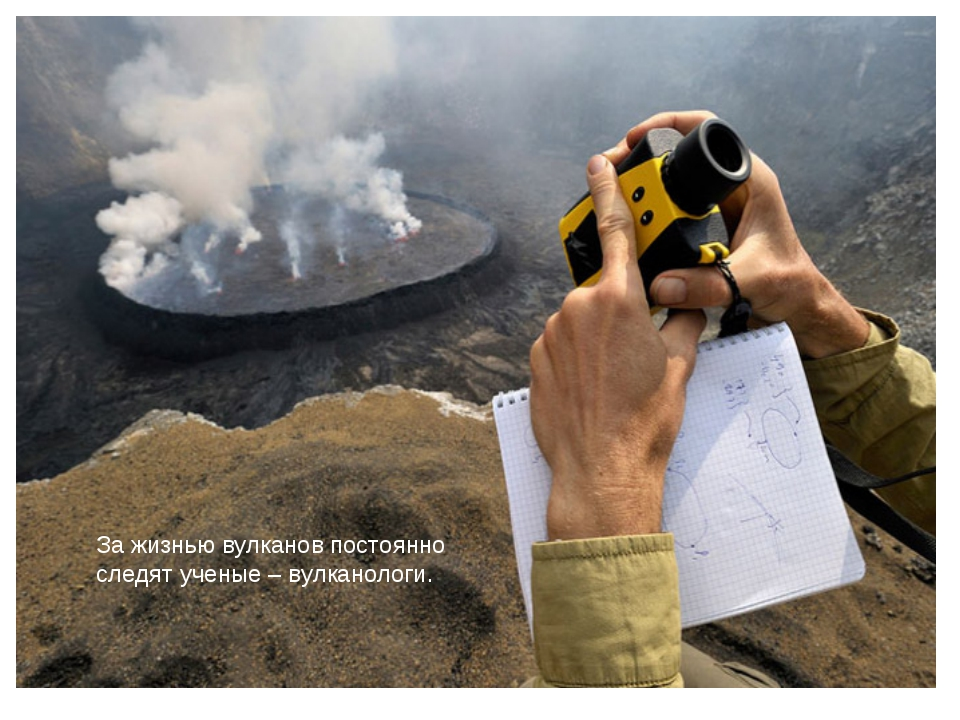 За жизнью вулканов постоянно
следят ученые – вулканологи.